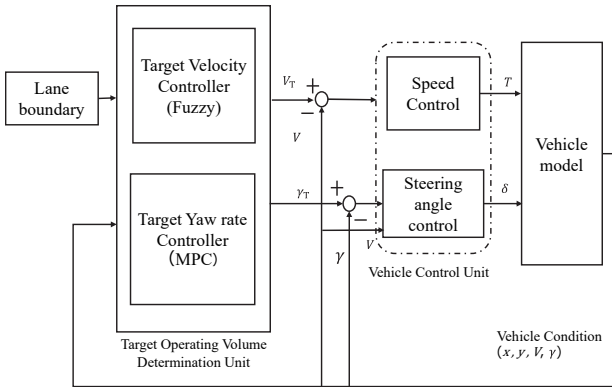 Lane
boundary
Target Velocity
Controller
(Fuzzy)
Target Yaw rate
Controller
(MPC)
Target Operating Volume
Determination Unit
V_T
+
−
V
γ_T
+
−
V
γ
Speed
Control
Steering
angle
control
Vehicle Control Unit
T
δ
Vehicle
model
Vehicle Condition
(x, y, V, γ)